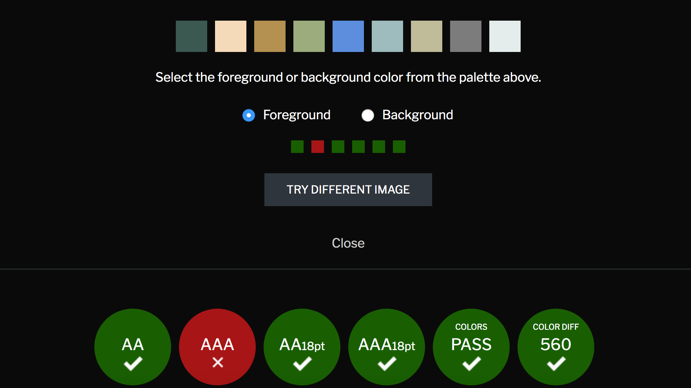 Select the foreground or background color from the palette above.
Foreground Background
TRY DIFFERENT IMAGE
Close
COLORS COLOR DIFF
AA AAA AA18pt AAA18pt PASS 560